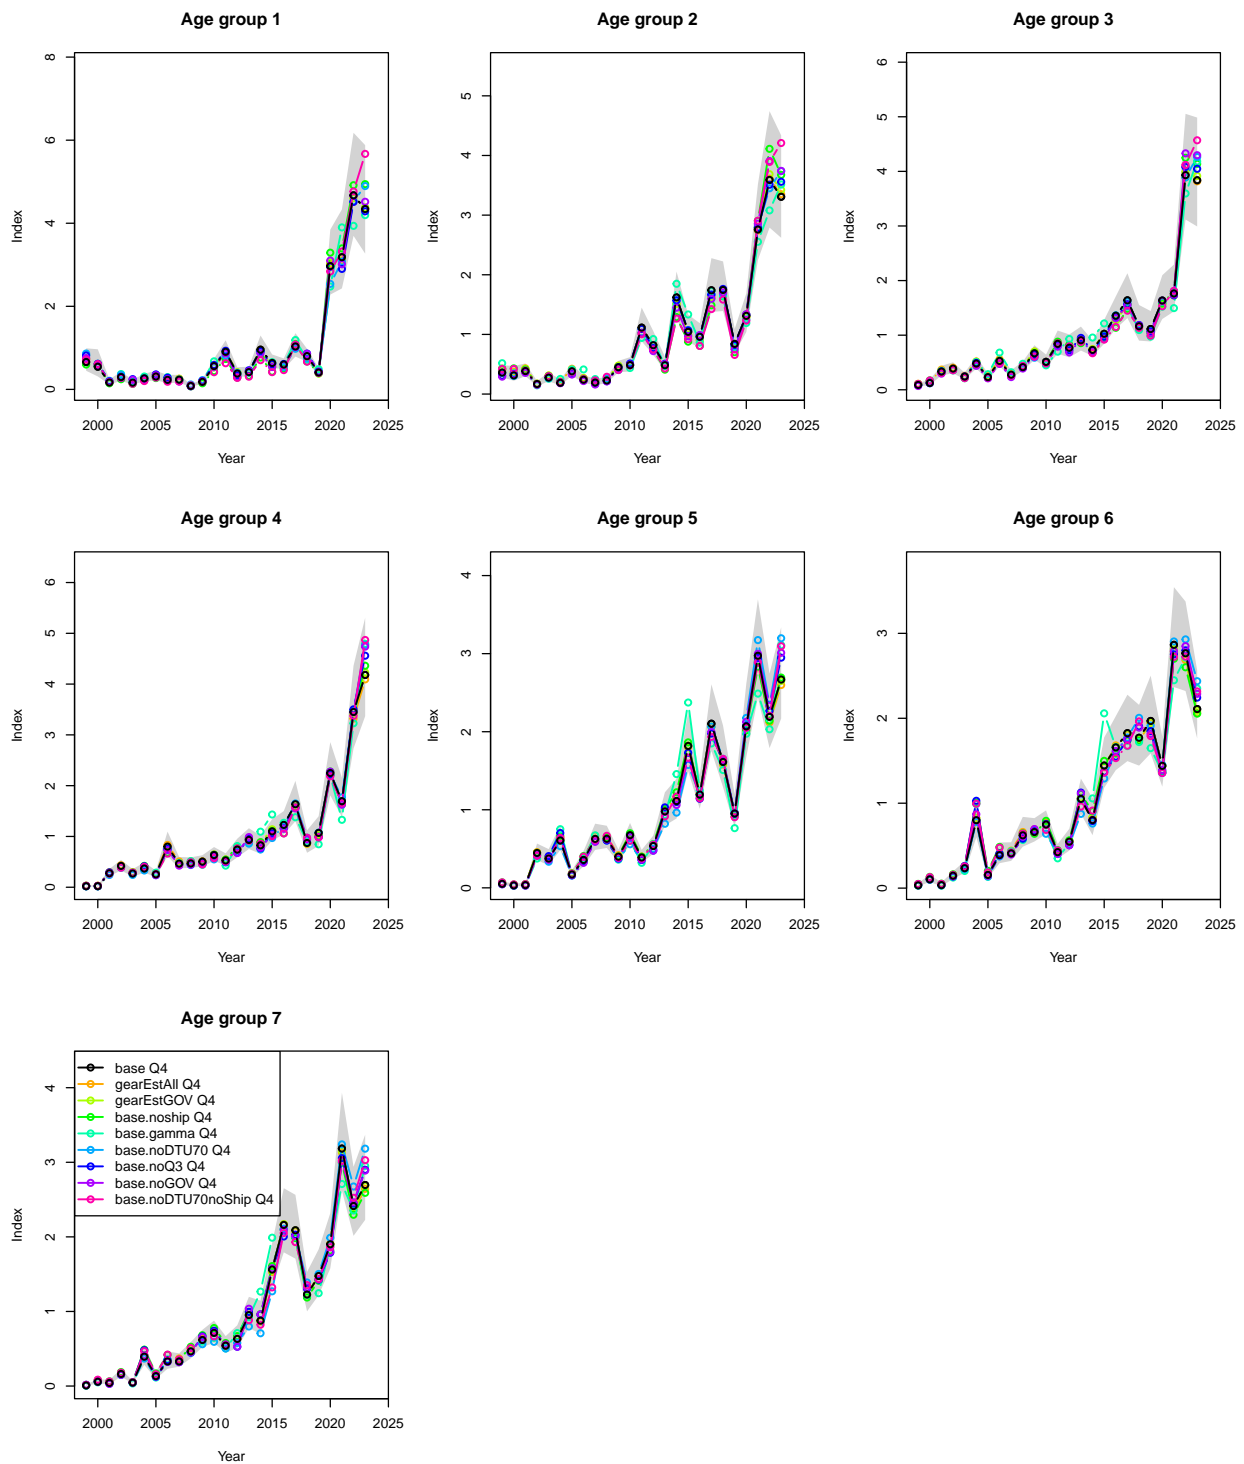 Age group 1
Age group 2
Age group 3
8
6
4
2
0
Index
2000 2005 2010 2015 2020 2025
Year
5
4
3
2
1
0
Index
2000 2005 2010 2015 2020 2025
Year
6
5
4
3
2
1
0
Index
2000 2005 2010 2015 2020 2025
Year
Age group 4
Age group 5
Age group 6
6
5
4
3
2
1
0
Index
2000 2005 2010 2015 2020 2025
Year
4
3
2
1
0
Index
2000 2005 2010 2015 2020 2025
Year
3
2
1
0
Index
2000 2005 2010 2015 2020 2025
Year
Age group 7
base Q4
gearEstAll Q4
gearEstGOV Q4
base.noship Q4
base.gamma Q4
base.noDTU70 Q4
base.noQ3 Q4
base.noGOV Q4
base.noDTU70noShip Q4
4
3
2
1
0
Index
2000 2005 2010 2015 2020 2025
Year